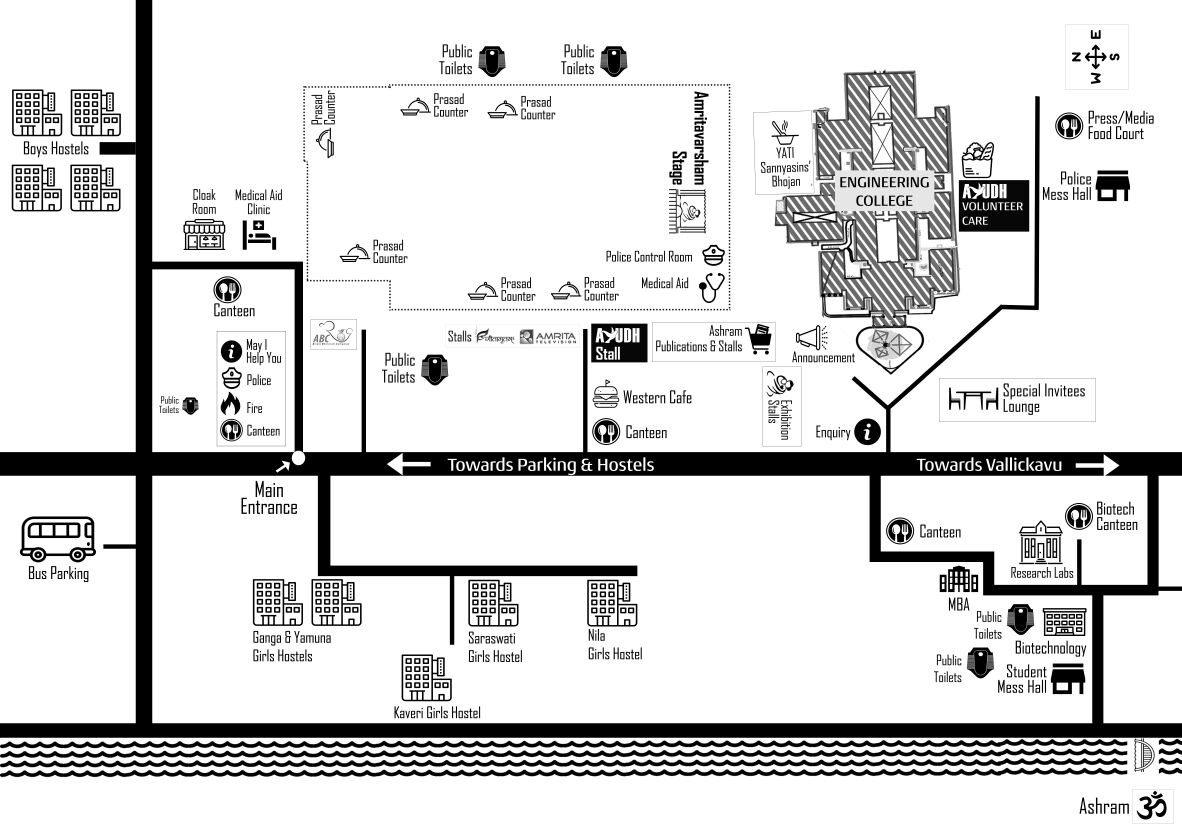 E
N S
W
Public
Toilets
Public
Toilets
Prasad
Counter
Prasad
Counter
Prasad
Counter
Amritavarsham
Stage
Press/Media
Food Court
Boys Hostels
YATI
Sannyasins'
Bhojan
ENGINEERING
COLLEGE
AYUDH
VOLUNTEER
CARE
Police
Mess Hall
Cloak
Room
Medical Aid
Clinic
Prasad
Counter
Police Control Room
Medical Aid
Prasad
Counter
Prasad
Counter
Canteen
ABC
Stalls
AMRITA
TELEVISION
AYUDH
Stall
Ashram
Publications & Stalls
Announcement
May I
Help You
Police
Fire
Canteen
Public
Toilets
Public
Toilets
Western Cafe
Canteen
Exhibition
Stalls
Enquiry
Special Invitees
Lounge
Towards Parking & Hostels
Towards Vallickavu
Main
Entrance
Bus Parking
Canteen
Biotech
Canteen
Research Labs
MBA
Ganga & Yamuna
Girls Hostels
Saraswati
Girls Hostel
Nila
Girls Hostel
Kaveri Girls Hostel
Public
Toilets
Biotechnology
Public
Toilets
Student
Mess Hall
Ashram ॐ